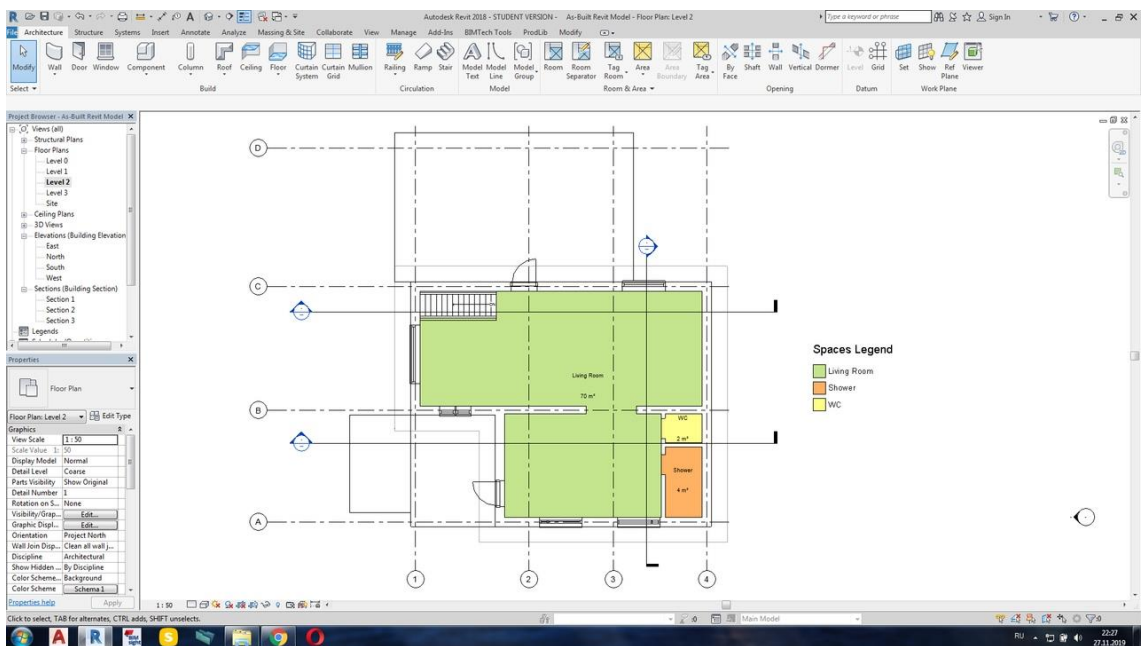 Autodesk Revit 2018 - STUDENT VERSION - As-Built Revit Model - Floor Plan: Level 2
Type a keyword or phrase
Sign In
File Architecture Structure Systems Insert Annotate Analyze Massing & Site Collaborate View Manage Add-Ins BIMTech Tools ProdLib Modify
Modify Wall Door Window Component Column Roof Ceiling Floor Curtain System Curtain Grid Mullion Railing Ramp Stair Model Text Model Line Model Group Room Room Separator Tag Room Area Area Boundary Tag Area By Face Shaft Wall Vertical Dormer Level Grid Set Show Ref Plane Viewer
Select Build Circulation Model Room & Area Opening Datum Work Plane
Project Browser - As-Built Revit Model
Views (all)
Structural Plans
Floor Plans
Level 0
Level 1
Level 2
Level 3
Site
Ceiling Plans
3D Views
Elevations (Building Elevation
East
North
South
West
Sections (Building Section)
Section 1
Section 2
Section 3
Legends
Properties
Floor Plan
Floor Plan: Level 2 Edit Type
Graphics
View Scale 1 : 50
Scale Value 1: 50
Display Model Normal
Detail Level Coarse
Parts Visibility Show Original
Detail Number 1
Rotation on S... None
Visibility/Grap... Edit...
Graphic Displ... Edit...
Orientation Project North
Wall Join Disp... Clean all wall j...
Discipline Architectural
Show Hidden ... By Discipline
Color Scheme... Background
Color Scheme Schema 1
Properties help Apply
D
C
B
A
1 2 3 4
Living Room
70 m²
WC
2 m²
Shower
4 m²
Spaces Legend
Living Room
Shower
WC
1 : 50
Click to select, TAB for alternates, CTRL adds, SHIFT unselects.
:0 Main Model :0
RU 22:27
27.11.2019